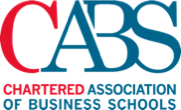 CABS
CHARTERED ASSOCIATION
OF BUSINESS SCHOOLS